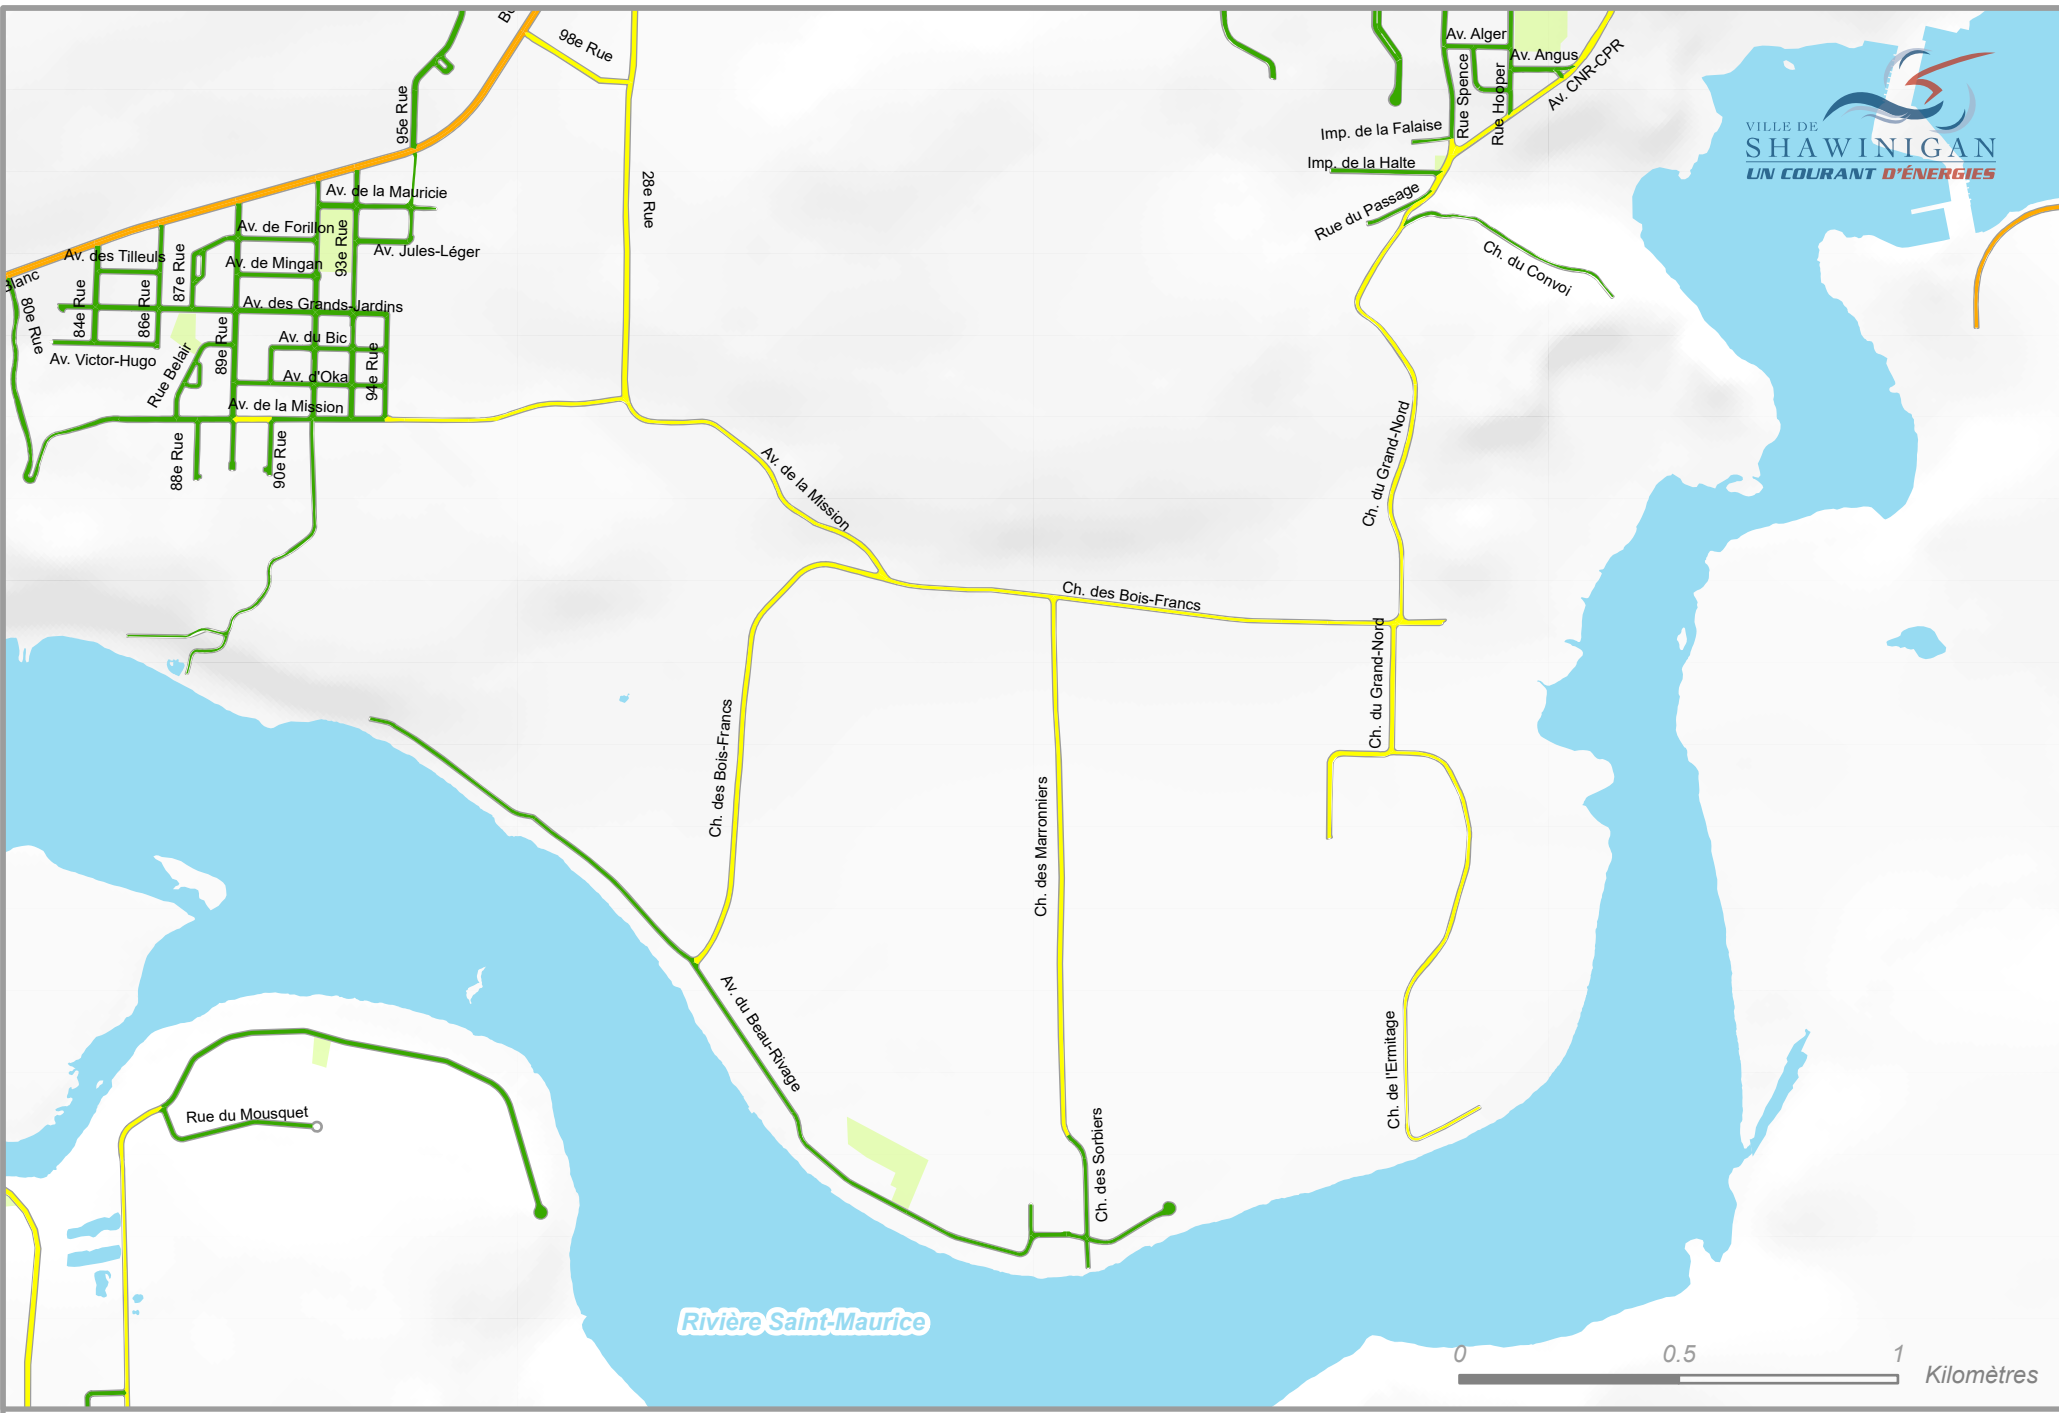 98e Rue
95e Rue
28e Rue
Av. de la Mauricie
Av. de Forillon
93e Rue
Av. Jules-Léger
Av. des Tilleuls
87e Rue
Av. de Mingan
Blanc
80e Rue
84e Rue
86e Rue
Av. des Grands-Jardins
Av. Victor-Hugo
Rue Belair
89e Rue
Av. du Bic
94e Rue
Av. d'Oka
Av. de la Mission
88e Rue
90e Rue
Av. de la Mission
Av. Alger
Av. Angus
Rue Spence
Rue Hooper
Av. CNR-CPR
Imp. de la Falaise
Imp. de la Halte
Rue du Passage
Ch. du Convoi
VILLE DE
SHAWINIGAN
UN COURANT D'ÉNERGIES
Ch. du Grand-Nord
Ch. des Bois-Francs
Ch. du Grand-Nord
Ch. des Bois-Francs
Ch. des Marronniers
Av. du Beau-Rivage
Ch. de l'Ermitage
Rue du Mousquet
Ch. des Sorbiers
Rivière Saint-Maurice
0 0.5 1
Kilomètres